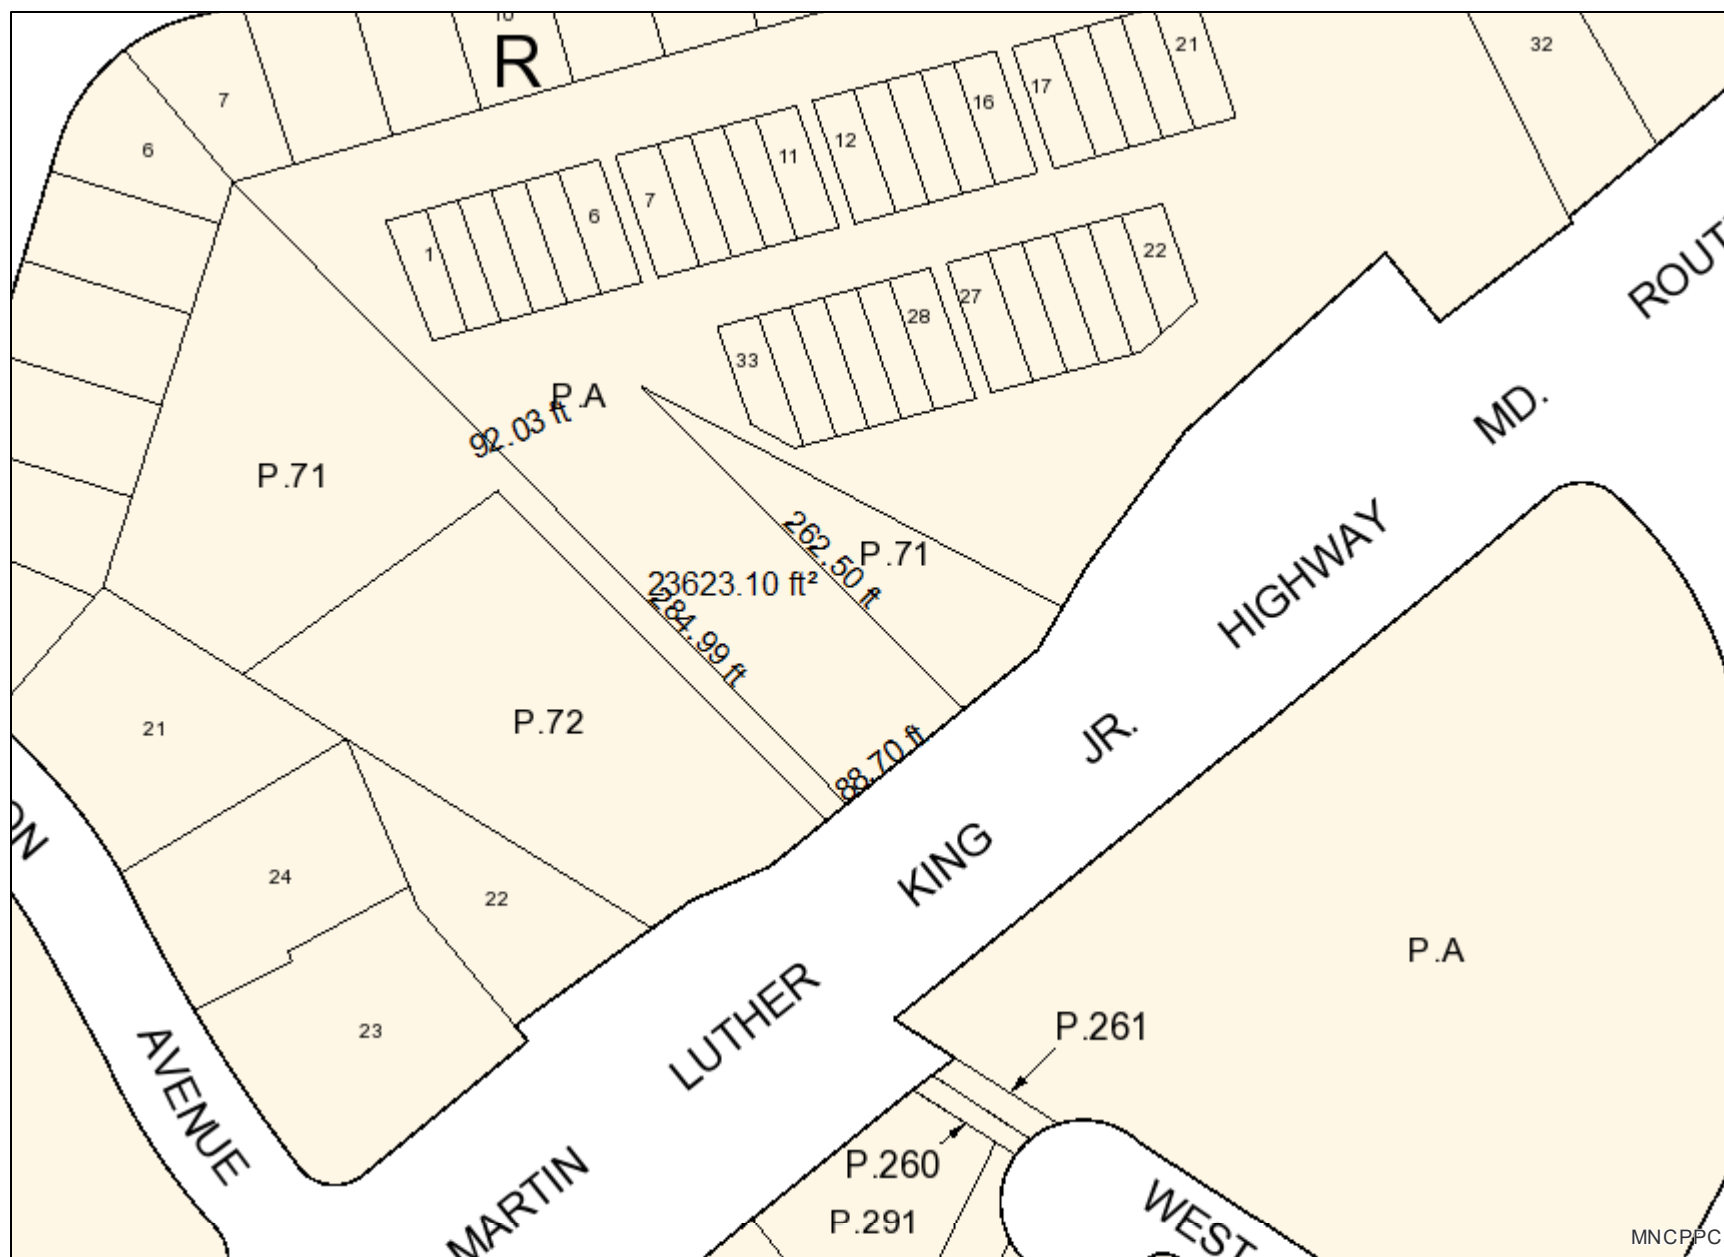 10
R
7
6
21
32
17
16
12
11
7
6
1
22
27
28
33
ROUT
MD.
P.A
92.03 ft
P.71
262.50 ft
P.71
23623.10 ft²
284.99 ft
HIGHWAY
P.72
21
88.70 ft
JR.
ON
KING
24
22
P.A
LUTHER
23
P.261
AVENUE
P.260
MARTIN
P.291
WEST
MNCPPC